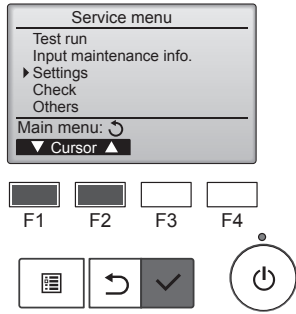 Service menu
Test run
Input maintenance info.
Settings
Check
Others
Main menu:
Cursor
F1 F2 F3 F4